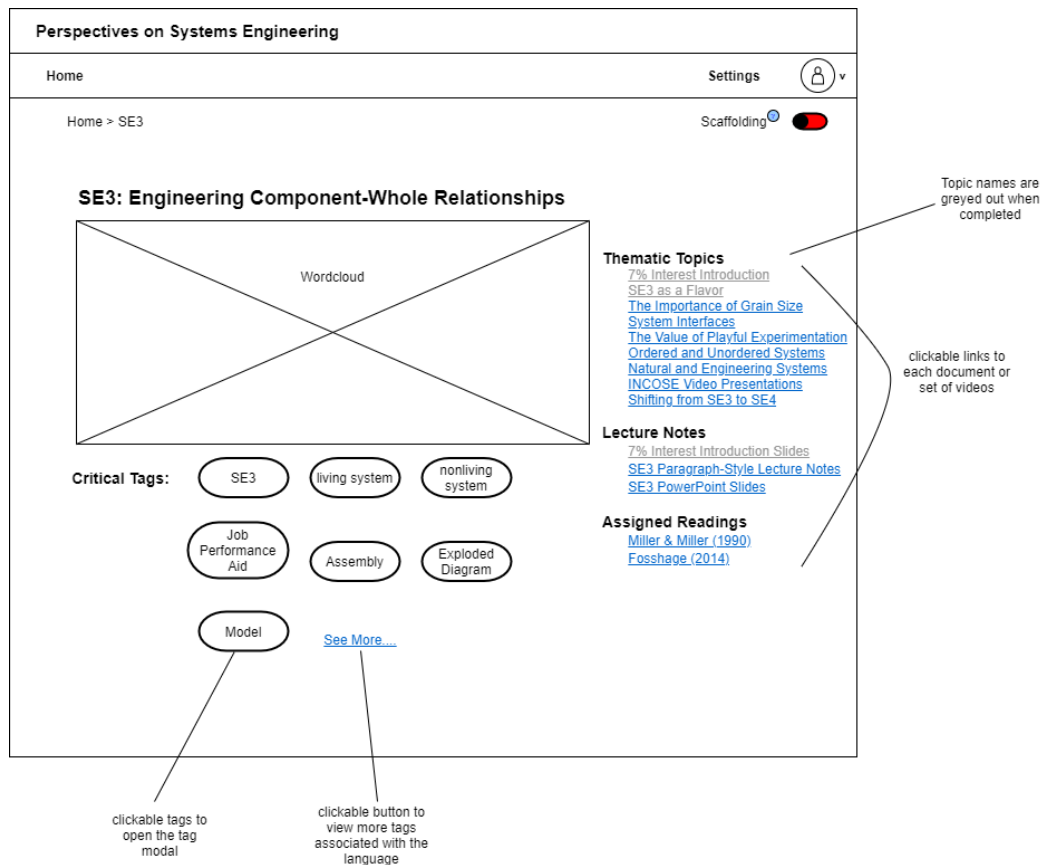 Perspectives on Systems Engineering
Home
Settings
v
Home > SE3
Scaffolding
?
SE3: Engineering Component-Whole Relationships
Wordcloud
Thematic Topics
7% Interest Introduction
SE3 as a Flavor
The Importance of Grain Size
System Interfaces
The Value of Playful Experimentation
Ordered and Unordered Systems
Natural and Engineering Systems
INCOSE Video Presentations
Shifting from SE3 to SE4
Lecture Notes
7% Interest Introduction Slides
SE3 Paragraph-Style Lecture Notes
SE3 PowerPoint Slides
Assigned Readings
Miller & Miller (1990)
Fosshage (2014)
Critical Tags:
SE3
living system
nonliving
system
Job
Performance
Aid
Assembly
Exploded
Diagram
Model
See More....
Topic names are
greyed out when
completed
clickable links to
each document or
set of videos
clickable tags to
open the tag
modal
clickable button to
view more tags
associated with the
language